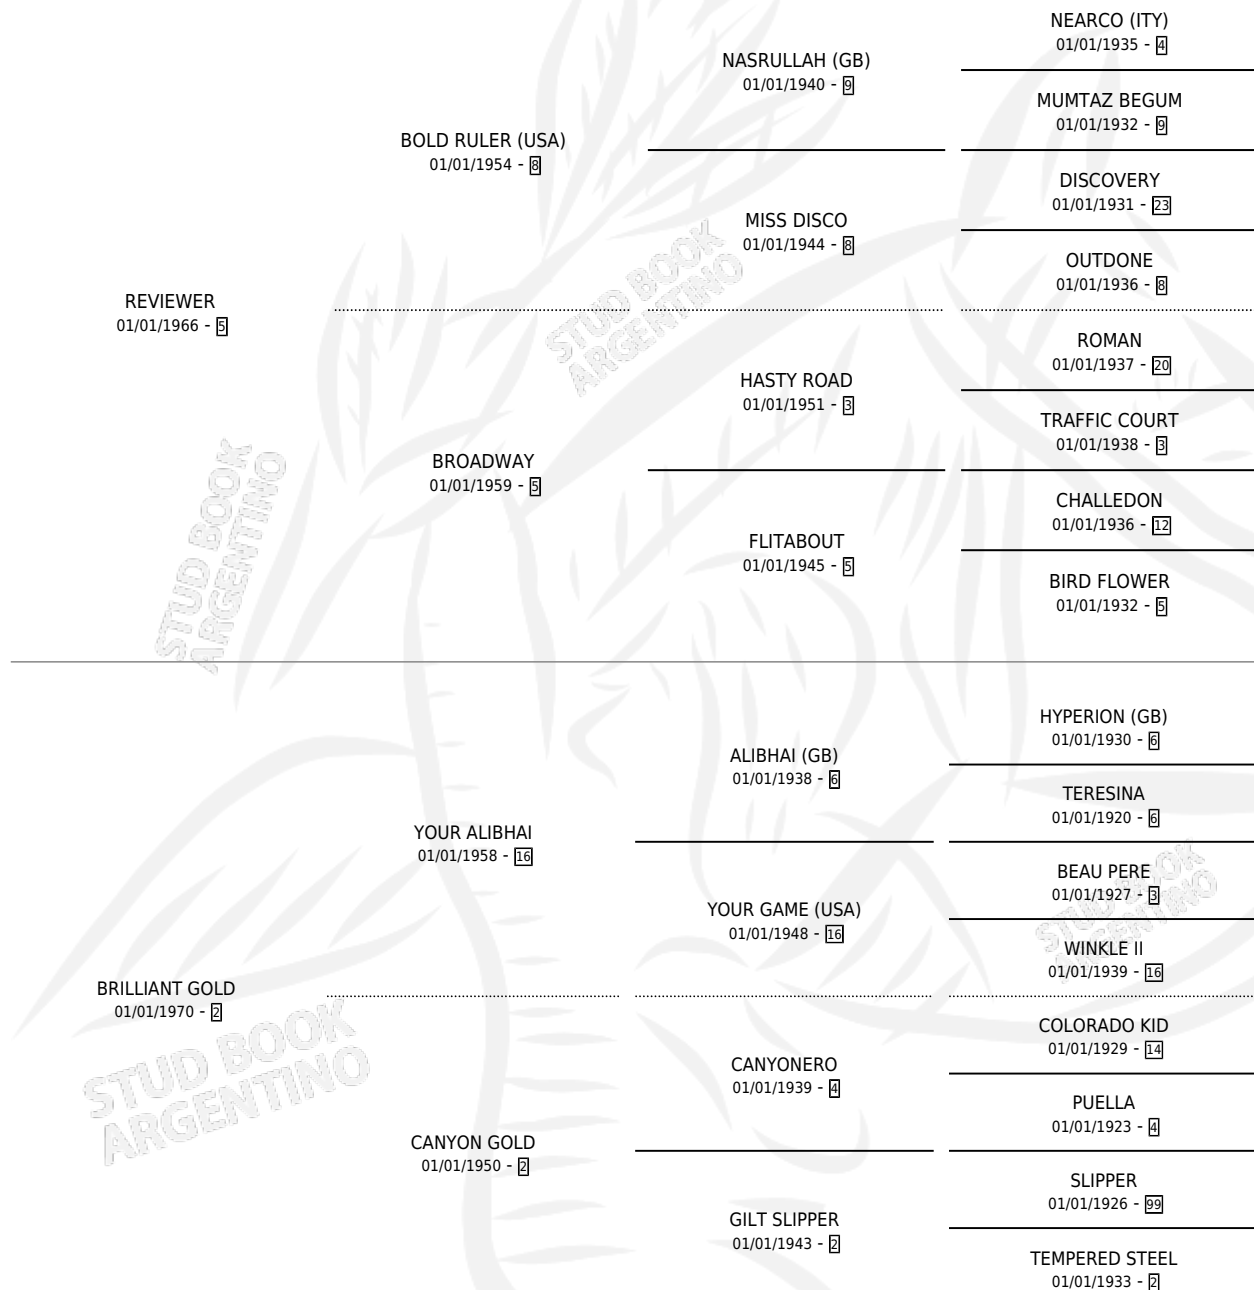 NEARCO (ITY)
01/01/1935 - 4
NASRULLAH (GB)
01/01/1940 - 9
MUMTAZ BEGUM
01/01/1932 - 9
BOLD RULER (USA)
01/01/1954 - 8
DISCOVERY
01/01/1931 - 23
MISS DISCO
01/01/1944 - 8
OUTDONE
01/01/1936 - 8
REVIEWER
01/01/1966 - 5
ROMAN
01/01/1937 - 20
HASTY ROAD
01/01/1951 - 3
TRAFFIC COURT
01/01/1938 - 3
BROADWAY
01/01/1959 - 5
CHALLEDON
01/01/1936 - 12
FLITABOUT
01/01/1945 - 5
BIRD FLOWER
01/01/1932 - 5
HYPERION (GB)
01/01/1930 - 6
ALIBHAI (GB)
01/01/1938 - 6
TERESINA
01/01/1920 - 6
YOUR ALIBHAI
01/01/1958 - 16
BEAU PERE
01/01/1927 - 3
YOUR GAME (USA)
01/01/1948 - 16
WINKLE II
01/01/1939 - 16
BRILLIANT GOLD
01/01/1970 - 2
COLORADO KID
01/01/1929 - 14
CANYONERO
01/01/1939 - 4
PUELLA
01/01/1923 - 4
CANYON GOLD
01/01/1950 - 2
SLIPPER
01/01/1926 - 99
GILT SLIPPER
01/01/1943 - 2
TEMPERED STEEL
01/01/1933 - 2
STUD BOOK
ARGENTINO
STUD BOOK
ARGENTINO
STUD BOOK
ARGENTINO
STUD BOOK
ARGENTINO